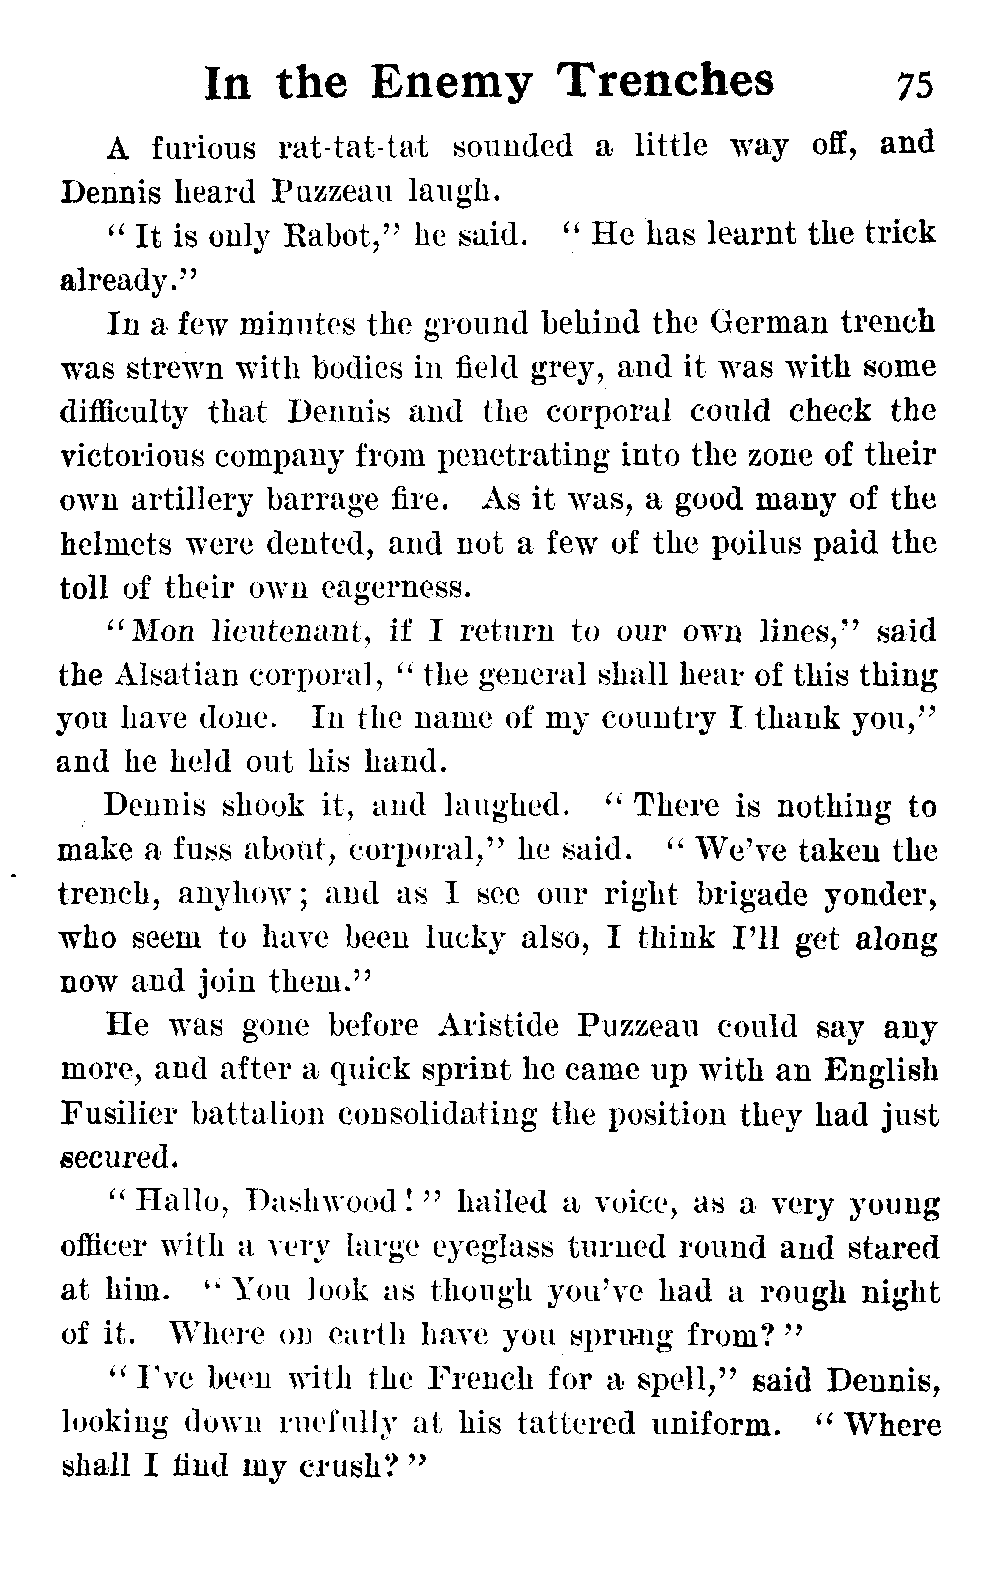 In the Enemy Trenches 75
A furious rat-tat-tat sounded a little way off, and
Dennis heard Puzzeau laugh.
“ It is only Rabot,” he said. “ He has learnt the trick
already.”
In a few minutes the ground behind the German trench
was strewn with bodies in field grey, and it was with some
difficulty that Dennis and the corporal could check the
victorious company from penetrating into the zone of their
own artillery barrage fire. As it was, a good many of the
helmets were dented, and not a few of the poilus paid the
toll of their own eagerness.
“Mon lieutenant, if I return to our own lines,” said
the Alsatian corporal, “ the general shall hear of this thing
you have done. In the name of my country I thank you,”
and he held out his hand.
Dennis shook it, and laughed. “ There is nothing to
make a fuss about, corporal,” he said. “ We’ve taken the
trench, anyhow; and as I see our right brigade yonder,
who seem to have been lucky also, I think I’ll get along
now and join them.”
He was gone before Aristide Puzzeau could say any
more, and after a quick sprint he came up with an English
Fusilier battalion consolidating the position they had just
secured.
“ Hallo, Dashwood! ” hailed a voice, as a very young
officer with a very large eyeglass turned round and stared
at him. “ You look as though you’ve had a rough night
of it. Where on earth have you sprung from? ”
“ I’ve been with the French for a spell,” said Dennis,
looking down ruefully at his tattered uniform. “ Where
shall I find my crush? ”